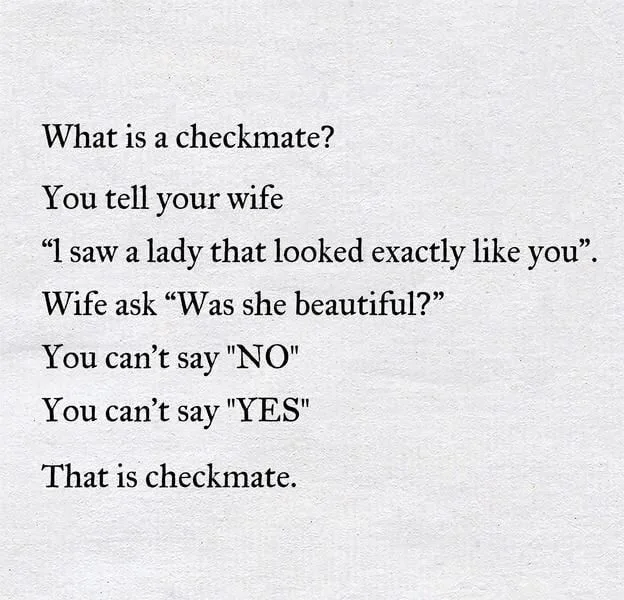 What is a checkmate?
You tell your wife
“l saw a lady that looked exactly like you”.
Wife ask “Was she beautiful?”
You can’t say "NO"
You can’t say "YES"
That is checkmate.